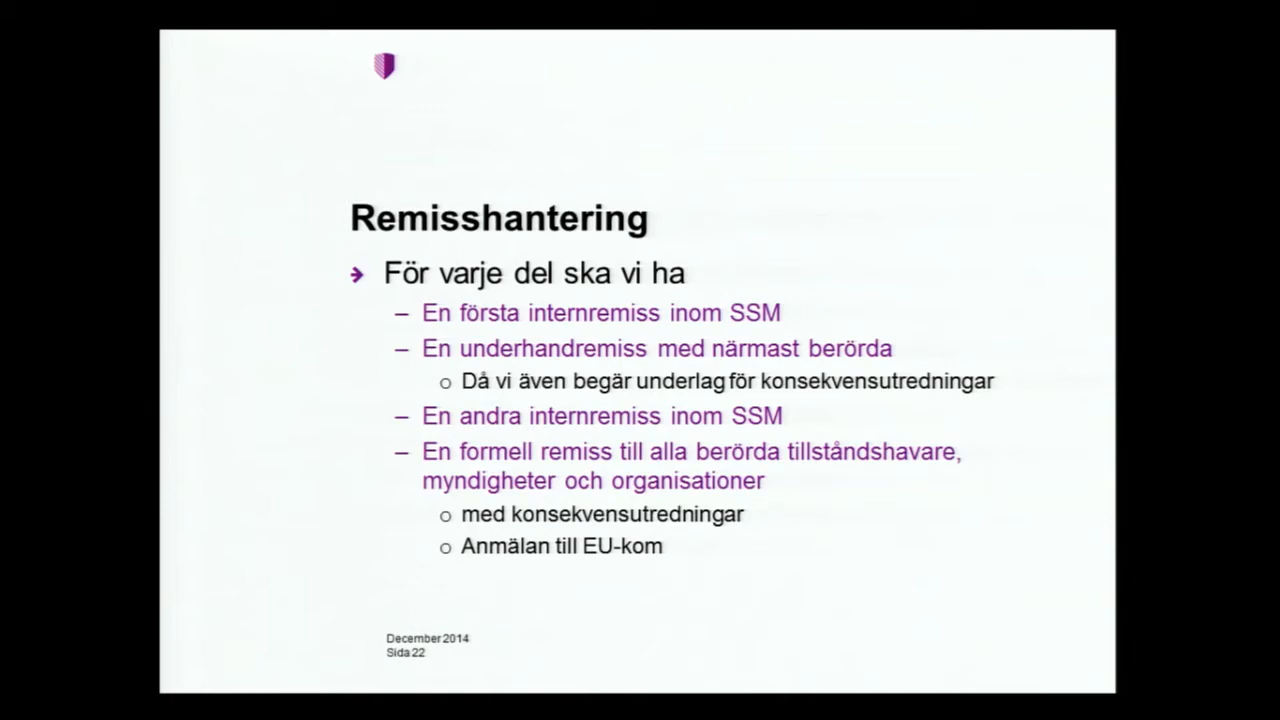 Remisshantering
För varje del ska vi ha
– En första internremiss inom SSM
– En underhandremiss med närmast berörda
o Då vi även begär underlag för konsekvensutredningar
– En andra internremiss inom SSM
– En formell remiss till alla berörda tillståndshavare,
myndigheter och organisationer
o med konsekvensutredningar
o Anmälan till EU-kom
December 2014
Sida 22